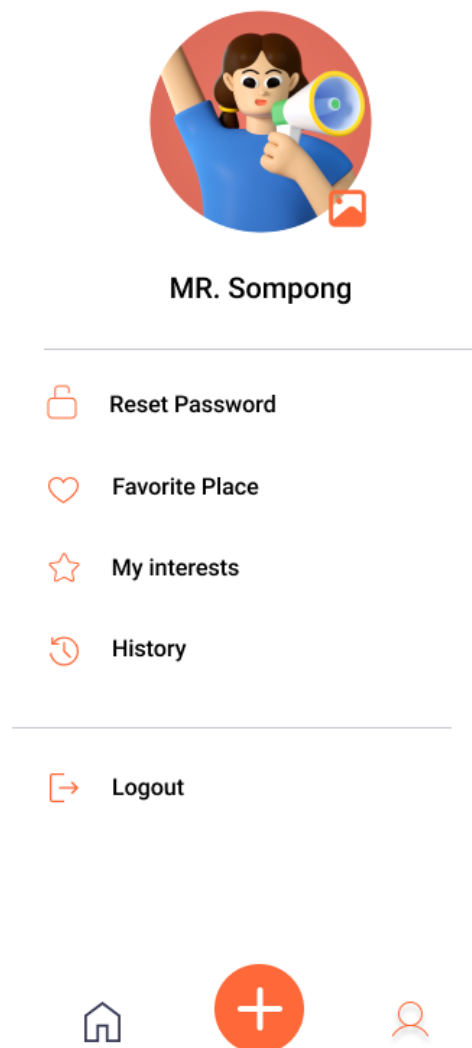 MR. Sompong
Reset Password
Favorite Place
My interests
History
Logout